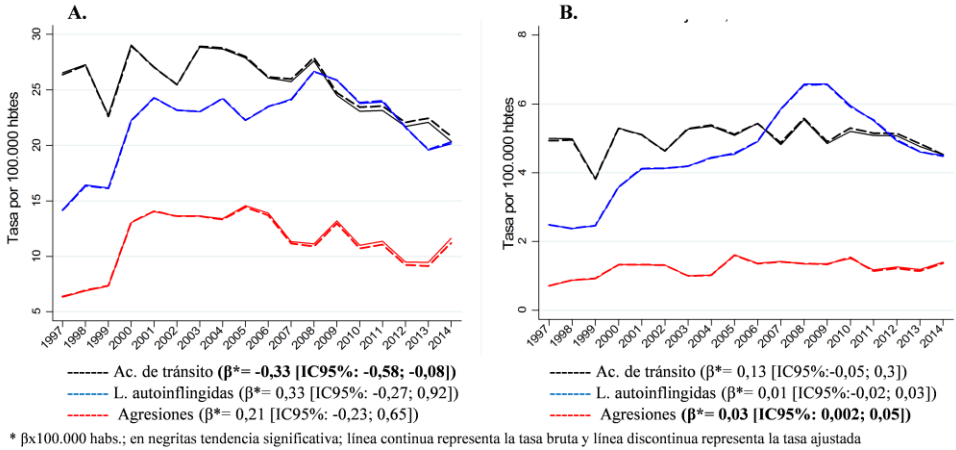 A.
B.
Tasa por 100.000 hbtes
30
25
20
15
10
5
1997 1998 1999 2000 2001 2002 2003 2004 2005 2006 2007 2008 2009 2010 2011 2012 2013 2014
Ac. de tránsito (β*= -0,33 [IC95%: -0,58; -0,08])
L. autoinflingidas (β*= 0,33 [IC95%: -0,27; 0,92])
Agresiones (β*= 0,21 [IC95%: -0,23; 0,65])
Tasa por 100.000 hbtes
8
6
4
2
0
1997 1998 1999 2000 2001 2002 2003 2004 2005 2006 2007 2008 2009 2010 2011 2012 2013 2014
Ac. de tránsito (β*= 0,13 [IC95%:-0,05; 0,3])
L. autoinflingidas (β*= 0,01 [IC95%:-0,02; 0,03])
Agresiones (β*= 0,03 [IC95%: 0,002; 0,05])
* βx100.000 habs.; en negritas tendencia significativa; línea continua representa la tasa bruta y línea discontinua representa la tasa ajustada